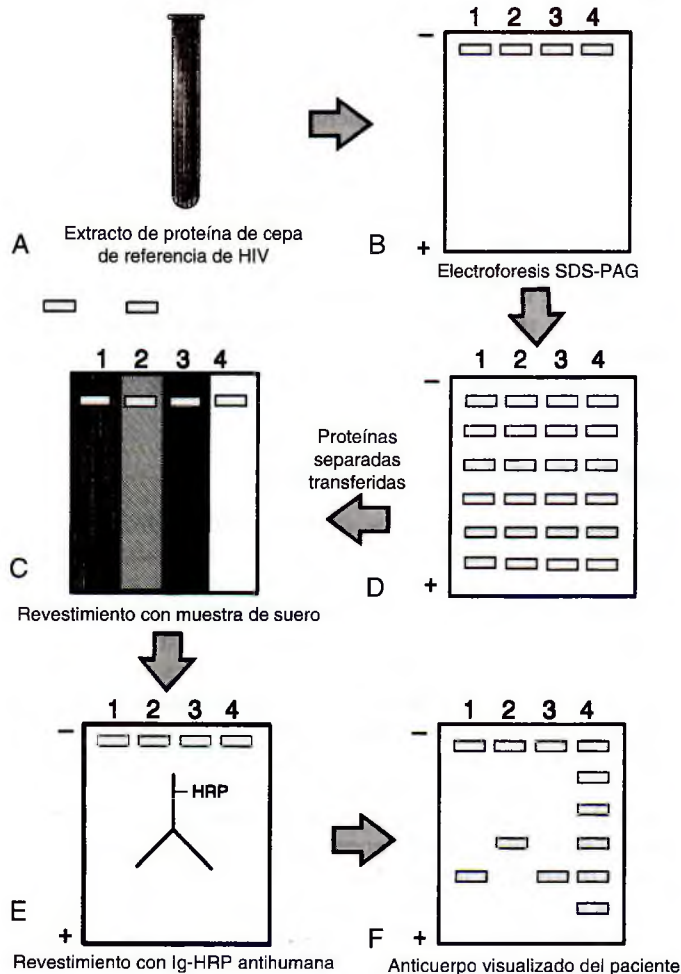 1 2 3 4
−
A
Extracto de proteína de cepa
de referencia de HIV
B
+
Electroforesis SDS-PAG
1 2 3 4
C
Revestimiento con muestra de suero
Proteínas
separadas
transferidas
1 2 3 4
−
D
+
1 2 3 4
−
HRP
E
+
Revestimiento con Ig-HRP antihumana
1 2 3 4
−
F
+
Anticuerpo visualizado del paciente